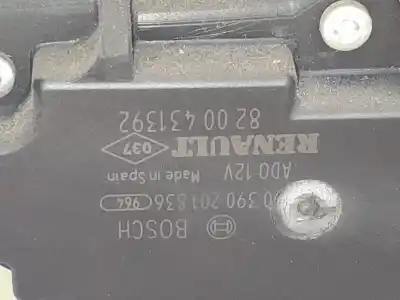 BOSCH
0 390 201 836 964
ADO 12V Made in Spain
RENAULT 037
82 00 431392